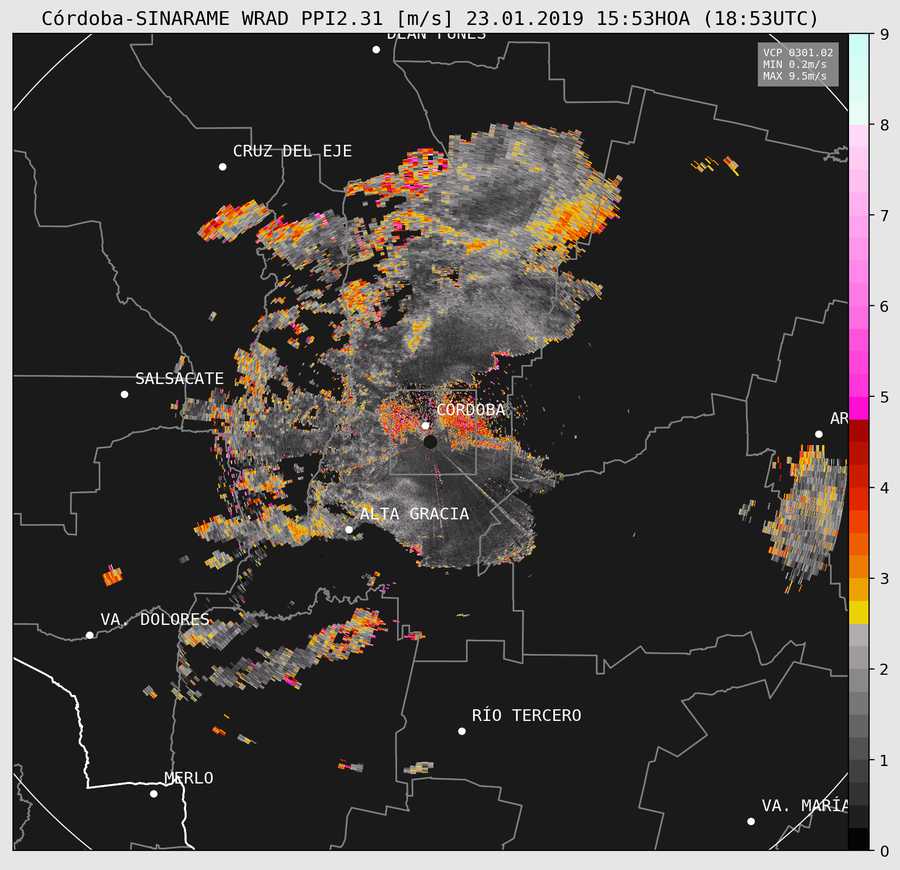 Córdoba-SINARAME WRAD PPI2.31 [m/s] 23.01.2019 15:53HOA (18:53UTC)
DEAN FUNES
VCP 0301.02
MIN 0.2m/s
MAX 9.5m/s
CRUZ DEL EJE
SALSACATE
CORDOBA
AR
ALTA GRACIA
VA. DOLORES
RÍO TERCERO
MERLO
VA. MARÍA
9
8
7
6
5
4
3
2
1
0